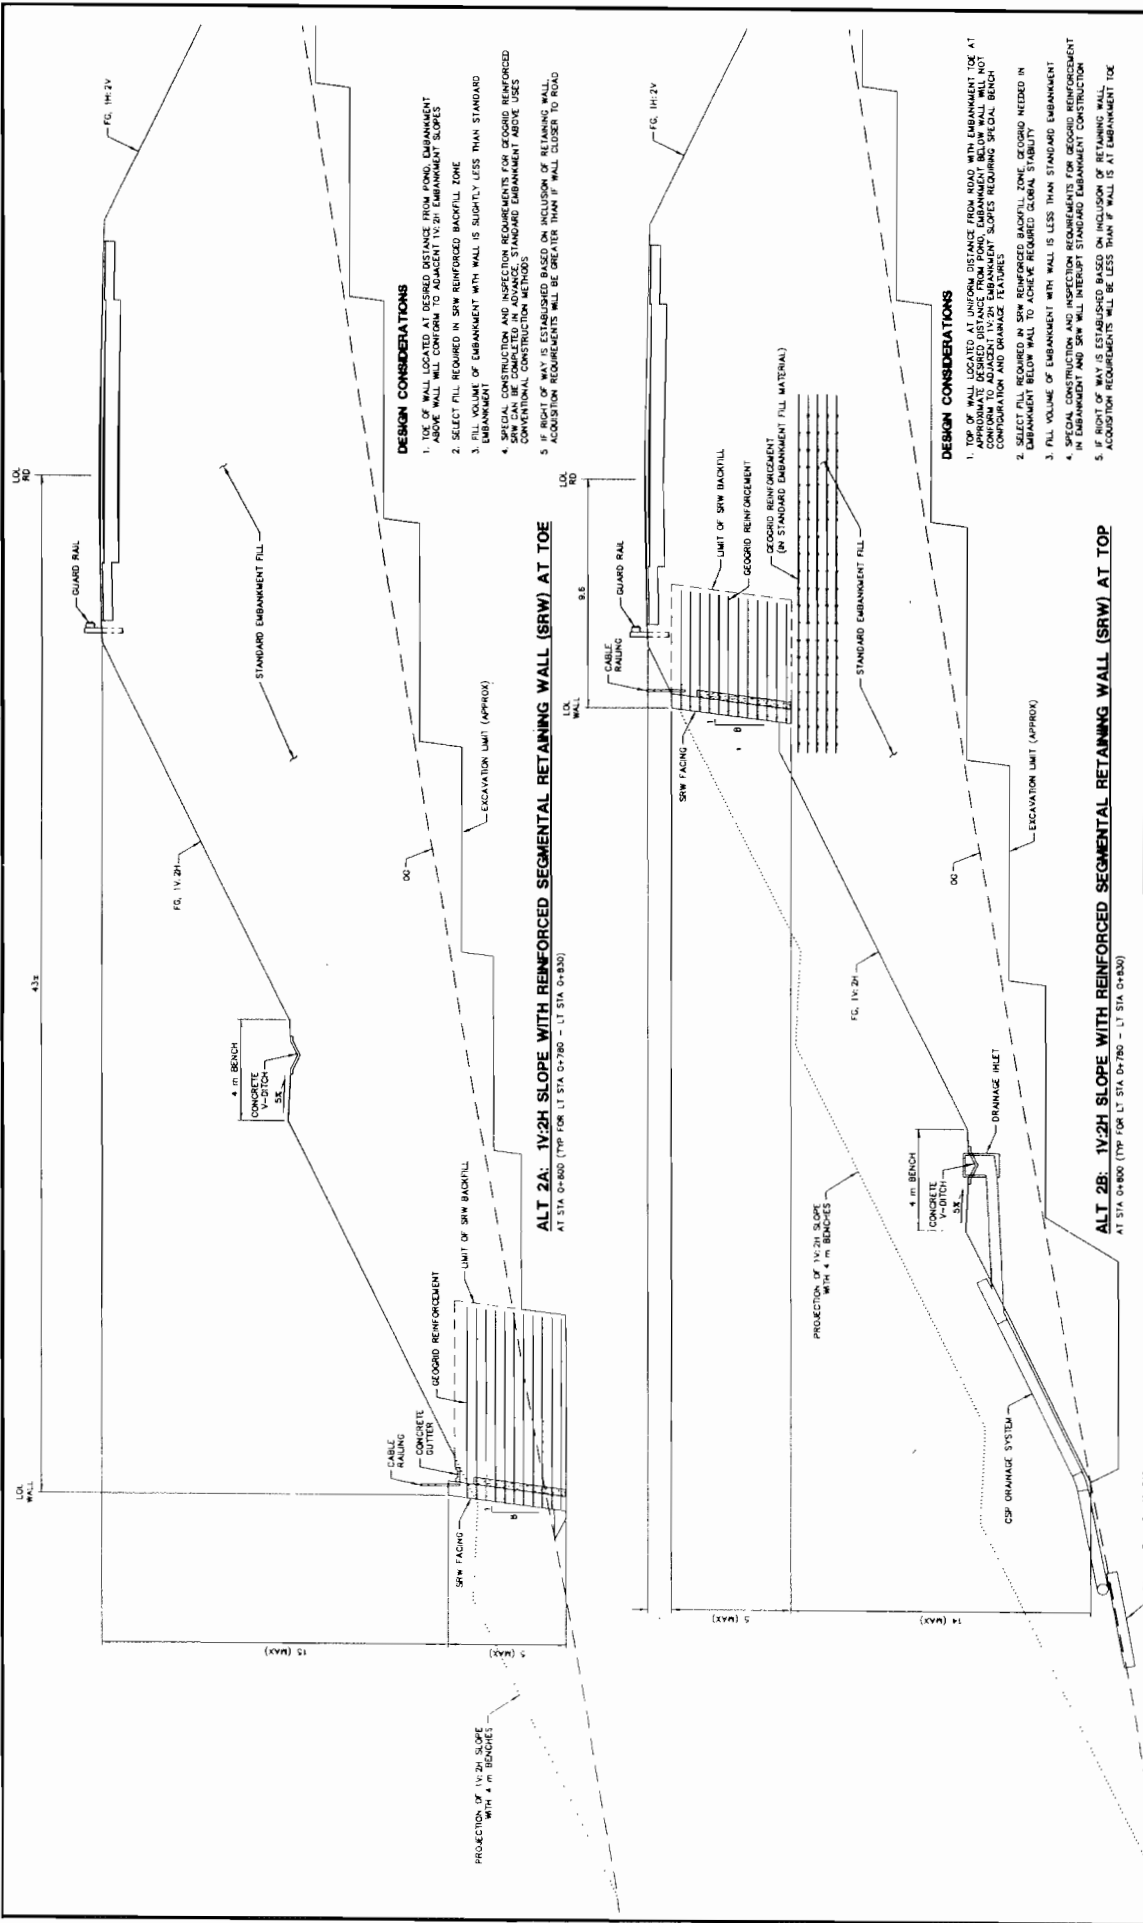 LOL
WALL
43±
LOL
RD
GUARD RAIL
FG, 1H:2V
FG, 1V:2H
4 m BENCH
CONCRETE
V-DITCH
5%
STANDARD EMBANKMENT FILL
OG
EXCAVATION LIMIT (APPROX)
CABLE
RAILING
CONCRETE
GUTTER
GEOGRID REINFORCEMENT
LIMIT OF SRW BACKFILL
SRW FACING
1
8
15 (MAX)
5 (MAX)
PROJECTION OF 1V:2H SLOPE
WITH 4 m BENCHES
ALT 2A: 1V:2H SLOPE WITH REINFORCED SEGMENTAL RETAINING WALL (SRW) AT TOE
AT STA 0+800 (TYP FOR LT STA 0+780 - LT STA 0+830)
DESIGN CONSIDERATIONS
1. TOE OF WALL LOCATED AT DESIRED DISTANCE FROM POND, EMBANKMENT
ABOVE WALL WILL CONFORM TO ADJACENT 1V:2H EMBANKMENT SLOPES
2. SELECT FILL REQUIRED IN SRW REINFORCED BACKFILL ZONE
3. FILL VOLUME OF EMBANKMENT WITH WALL IS SLIGHTLY LESS THAN STANDARD
EMBANKMENT
4. SPECIAL CONSTRUCTION AND INSPECTION REQUIREMENTS FOR GEOGRID REINFORCED
SRW CAN BE COMPLETED IN ADVANCE, STANDARD EMBANKMENT ABOVE USES
CONVENTIONAL CONSTRUCTION METHODS
5 IF RIGHT OF WAY IS ESTABLISHED BASED ON INCLUSION OF RETAINING WALL,
ACQUISITION REQUIREMENTS WILL BE GREATER THAN IF WALL CLOSER TO ROAD
LOL
WALL
9.6
LOL
RD
CABLE
RAILING
GUARD RAIL
FG, 1H:2V
LIMIT OF SRW BACKFILL
GEOGRID REINFORCEMENT
GEOGRID REINFORCEMENT
(IN STANDARD EMBANKMENT FILL MATERIAL)
SRW FACING
1
8
1
STANDARD EMBANKMENT FILL
FG, 1V:2H
OG
EXCAVATION LIMIT (APPROX)
4 m BENCH
CONCRETE
V-DITCH
5%
DRAINAGE INLET
PROJECTION OF 1V:2H SLOPE
WITH 4 m BENCHES
CSP DRAINAGE SYSTEM
5 (MAX)
14 (MAX)
ALT 2B: 1V:2H SLOPE WITH REINFORCED SEGMENTAL RETAINING WALL (SRW) AT TOP
AT STA 0+800 (TYP FOR LT STA 0+780 - LT STA 0+830)
DESIGN CONSIDERATIONS
1. TOP OF WALL LOCATED AT UNIFORM DISTANCE FROM ROAD WITH EMBANKMENT TOE AT
APPROXIMATE DESIRED DISTANCE FROM POND, EMBANKMENT BELOW WALL WILL NOT
CONFORM TO ADJACENT 1V:2H EMBANKMENT SLOPES REQUIRING SPECIAL BENCH
CONFIGURATION AND DRAINAGE FEATURES
2. SELECT FILL REQUIRED IN SRW REINFORCED BACKFILL ZONE, GEOGRID NEEDED IN
EMBANKMENT BELOW WALL TO ACHIEVE REQUIRED GLOBAL STABILITY
3. FILL VOLUME OF EMBANKMENT WITH WALL IS LESS THAN STANDARD EMBANKMENT
4. SPECIAL CONSTRUCTION AND INSPECTION REQUIREMENTS FOR GEOGRID REINFORCEMENT
IN EMBANKMENT AND SRW WILL INTERUPT STANDARD EMBANKMENT CONSTRUCTION
5. IF RIGHT OF WAY IS ESTABLISHED BASED ON INCLUSION OF RETAINING WALL,
ACQUISITION REQUIREMENTS WILL BE LESS THAN IF WALL IS AT EMBANKMENT TOE